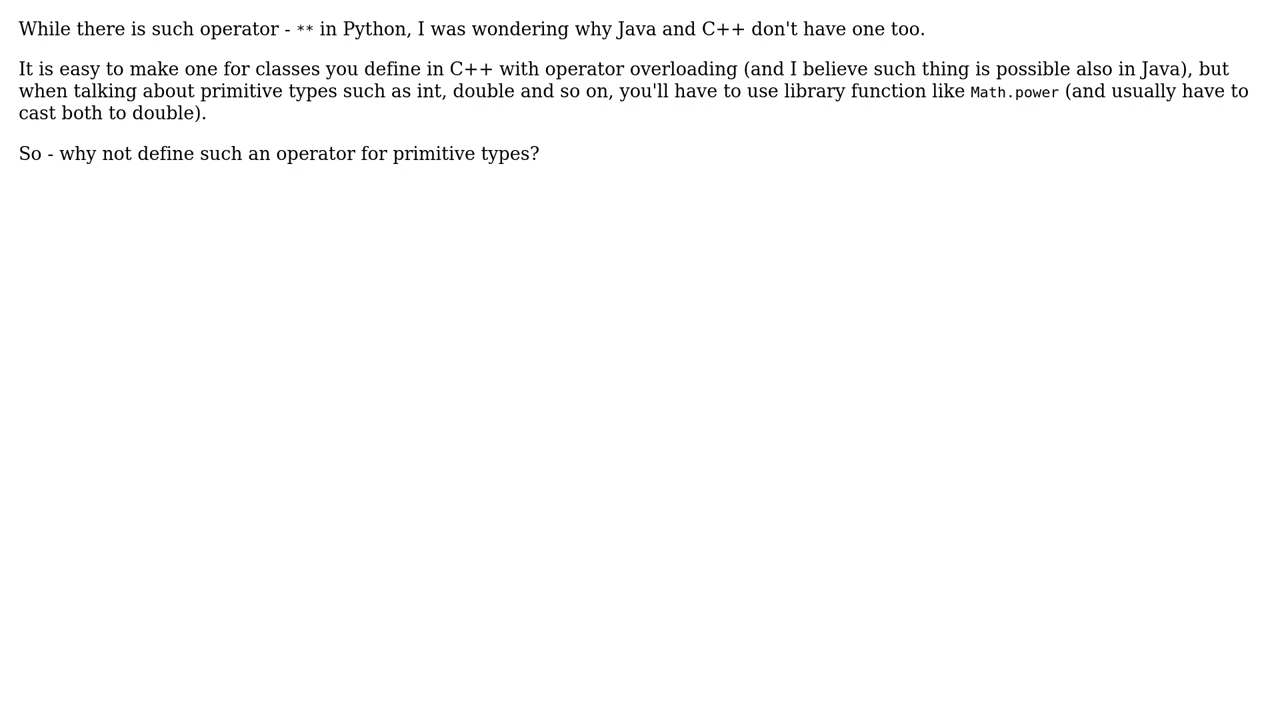 While there is such operator - ** in Python, I was wondering why Java and C++ don't have one too.
It is easy to make one for classes you define in C++ with operator overloading (and I believe such thing is possible also in Java), but
when talking about primitive types such as int, double and so on, you'll have to use library function like Math.power (and usually have to
cast both to double).
So - why not define such an operator for primitive types?